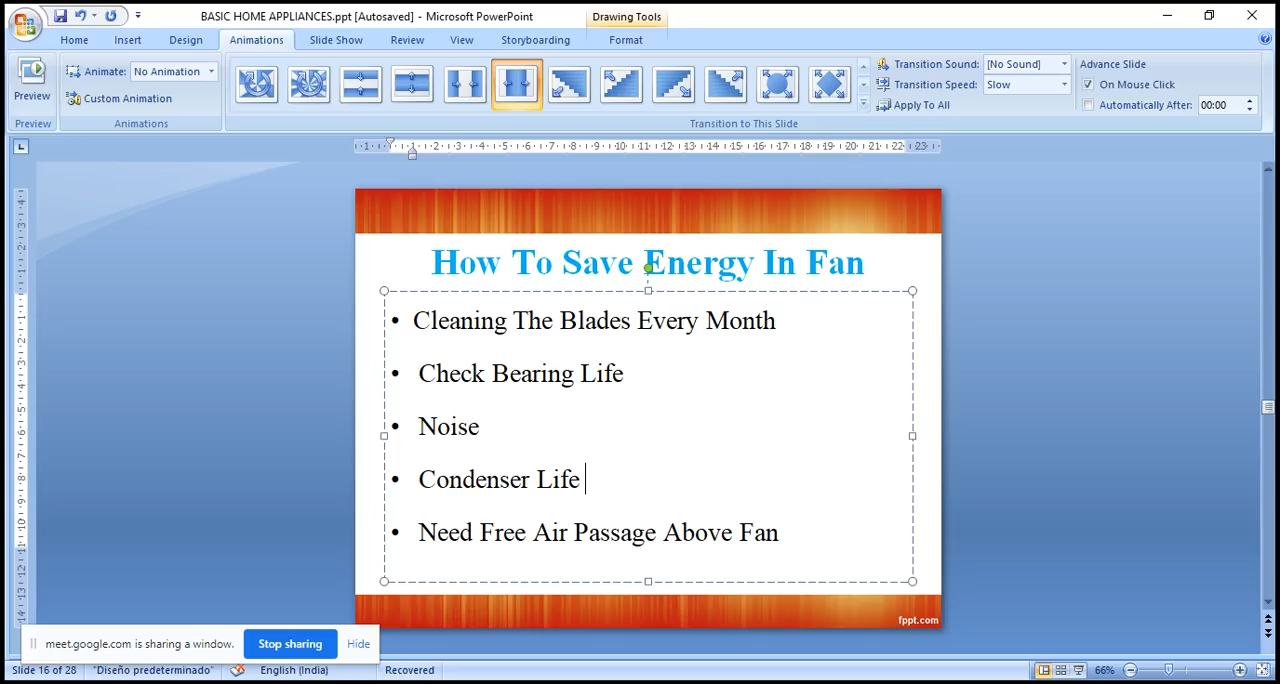 BASIC HOME APPLIANCES.ppt [Autosaved] - Microsoft PowerPoint
Drawing Tools
Home Insert Design Animations Slide Show Review View Storyboarding Format
Preview
Animate: No Animation
Custom Animation
Transition Sound: [No Sound]
Transition Speed: Slow
Apply To All
Advance Slide
On Mouse Click
Automatically After: 00:00
Preview Animations Transition to This Slide
How To Save Energy In Fan
• Cleaning The Blades Every Month
• Check Bearing Life
• Noise
• Condenser Life
• Need Free Air Passage Above Fan
fppt.com
meet.google.com is sharing a window. Stop sharing Hide
Slide 16 of 28 "Diseño predeterminado" English (India) Recovered 66%